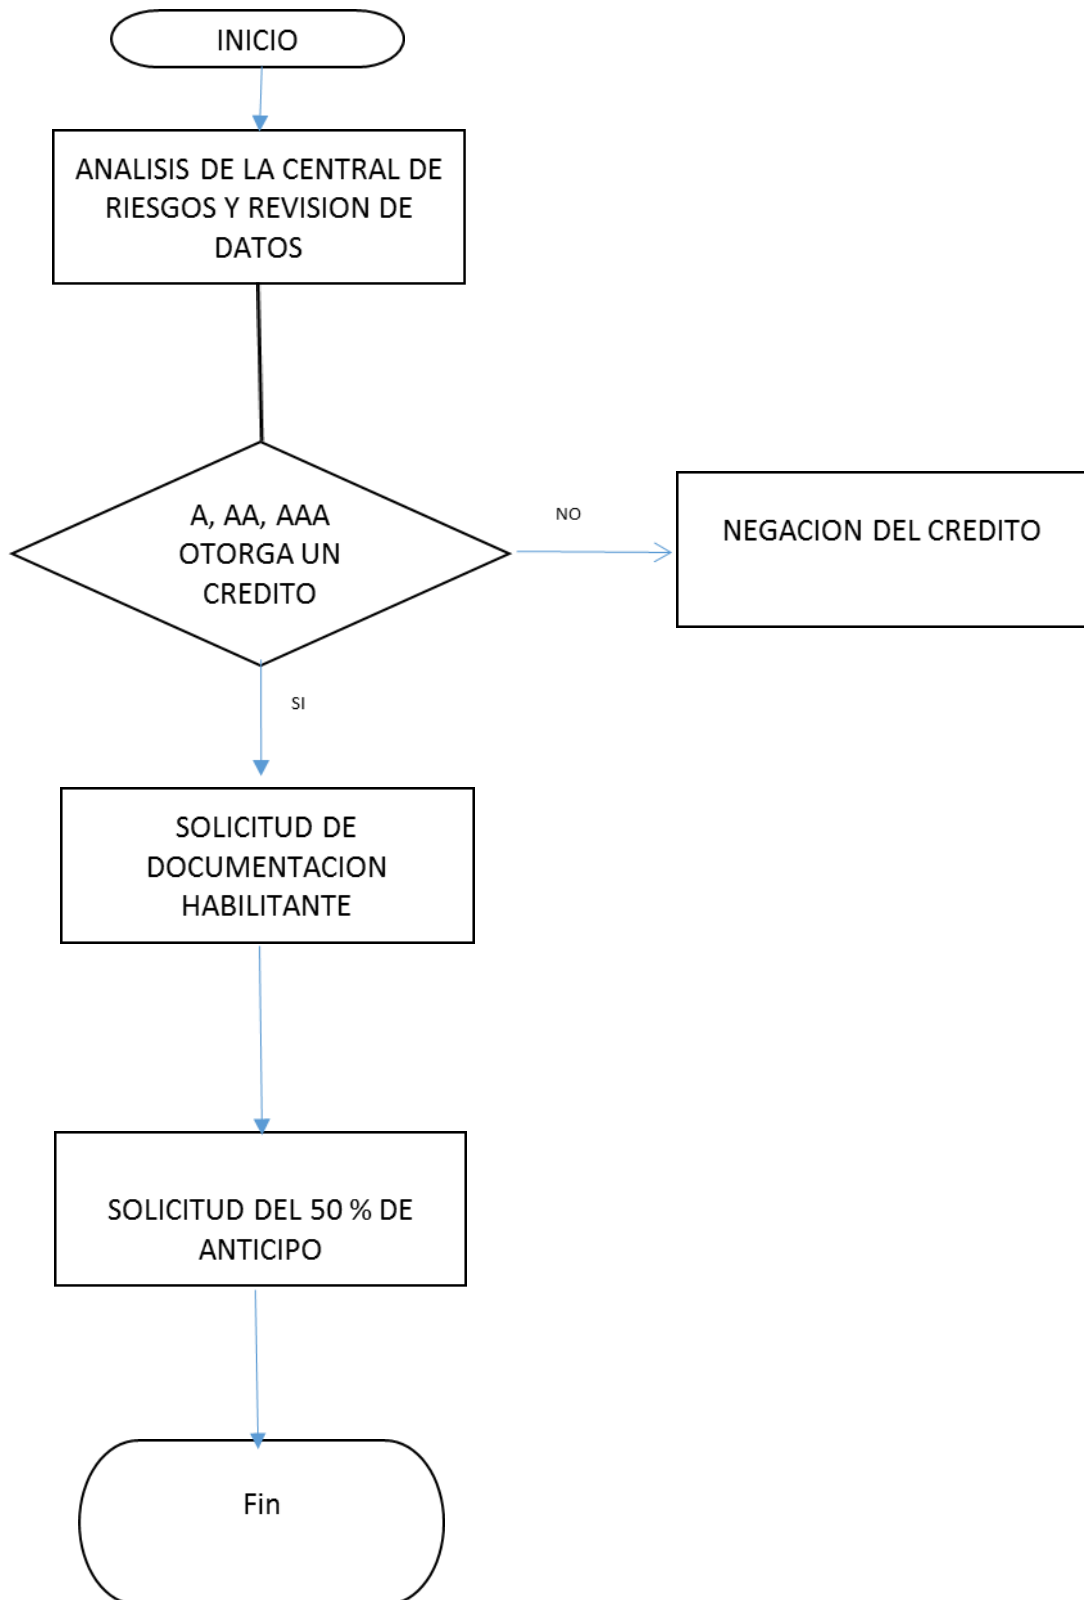 INICIO
ANALISIS DE LA CENTRAL DE
RIESGOS Y REVISION DE
DATOS
A, AA, AAA
OTORGA UN
CREDITO
NO
NEGACION DEL CREDITO
SI
SOLICITUD DE
DOCUMENTACION
HABILITANTE
SOLICITUD DEL 50 % DE
ANTICIPO
Fin